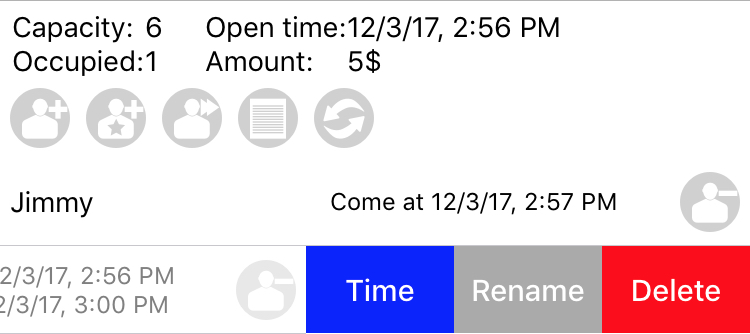 Capacity: 6 Open time:12/3/17, 2:56 PM
Occupied:1 Amount: 5$
Jimmy Come at 12/3/17, 2:57 PM
2/3/17, 2:56 PM
2/3/17, 3:00 PM
Time Rename Delete